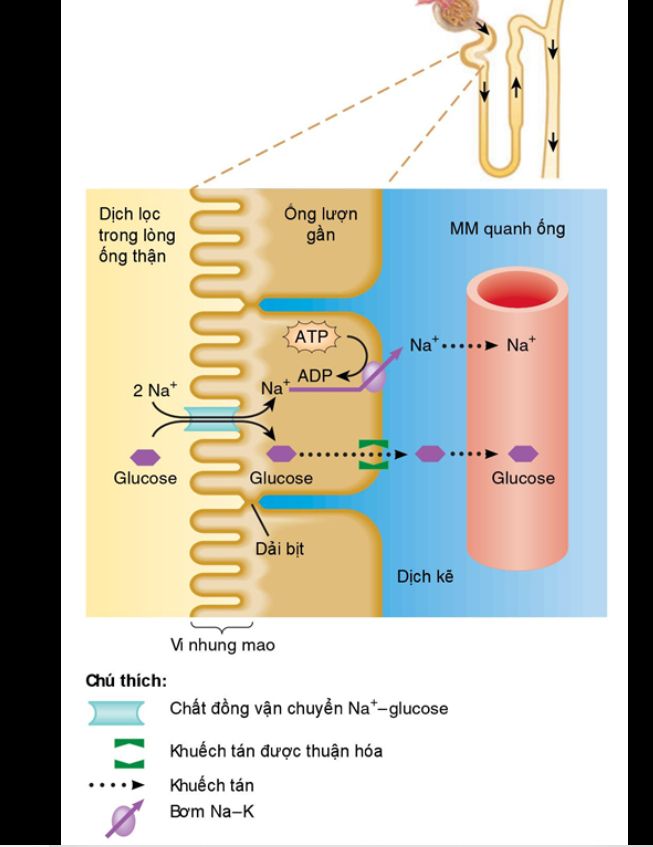 Dịch lọc
trong lòng
ống thận
Ống lượn
gần
MM quanh ống
ATP
ADP
Na⁺
Na⁺
Na⁺
2 Na⁺
Glucose
Glucose
Glucose
Dải bịt
Dịch kẽ
Vi nhung mao
Chú thích:
Chất đồng vận chuyển Na⁺–glucose
Khuếch tán được thuận hóa
Khuếch tán
Bơm Na–K